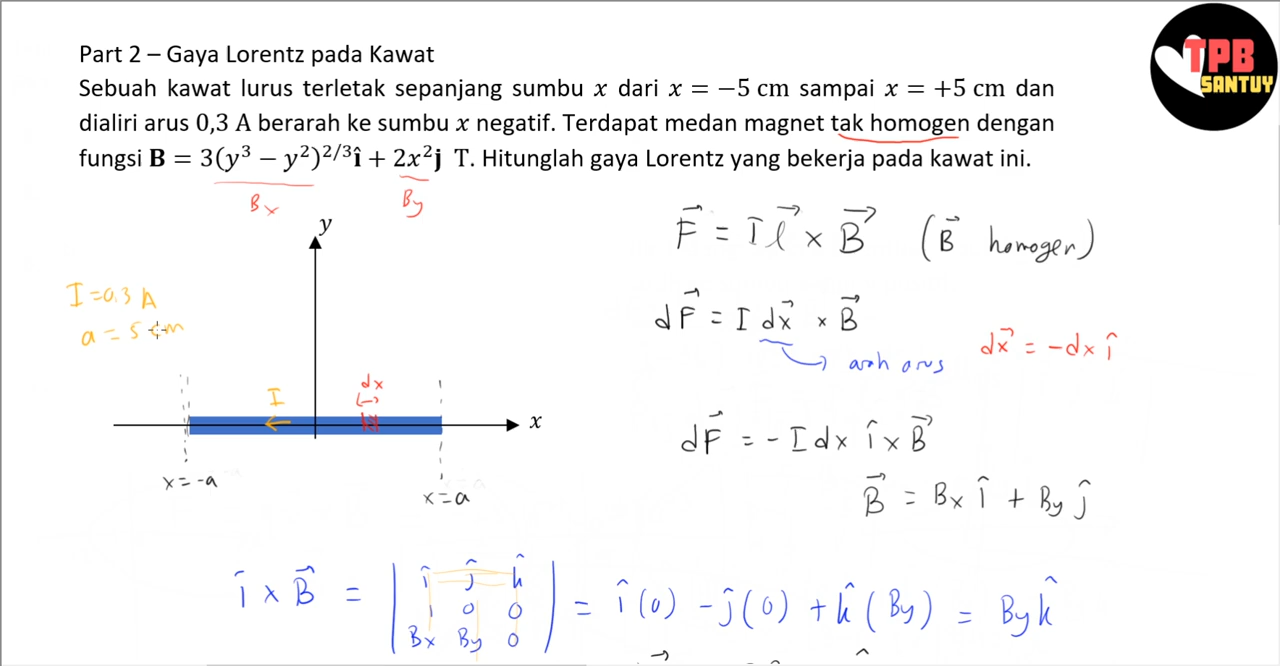 TPB
SANTUY
Part 2 – Gaya Lorentz pada Kawat
Sebuah kawat lurus terletak sepanjang sumbu x dari x = −5 cm sampai x = +5 cm dan
dialiri arus 0,3 A berarah ke sumbu x negatif. Terdapat medan magnet tak homogen dengan
fungsi B = 3(y³ − y²)^{2/3}î + 2x²ĵ T. Hitunglah gaya Lorentz yang bekerja pada kawat ini.
Bx By
y
I = 0.3 A
a = 5 cm
I
dx
x
x = -a
x = a
F⃗ = I l⃗ × B⃗ (B⃗ homogen)
dF⃗ = I dx⃗ × B⃗
arah arus
dx⃗ = -dx î
dF⃗ = - I dx î × B⃗
B⃗ = Bx î + By ĵ
î × B⃗ = | î ĵ k̂ | = î (0) - ĵ (0) + k̂ (By) = By k̂
1 0 0
Bx By 0